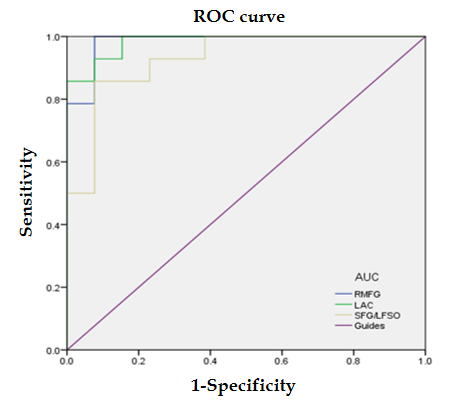 ROC curve
Sensitivity
1.0
0.8
0.6
0.4
0.2
0.0
0.0 0.2 0.4 0.6 0.8 1.0
1-Specificity
AUC
RMFG
LAC
SFG/LFSO
Guides